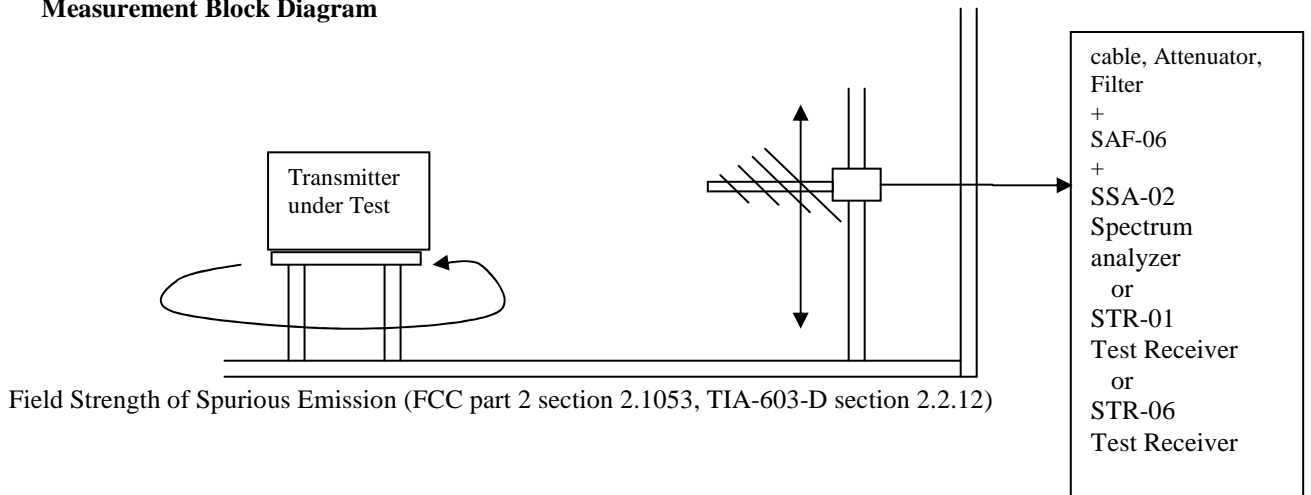 Measurement Block Diagram
Transmitter
under Test
cable, Attenuator,
Filter
+
SAF-06
+
SSA-02
Spectrum
analyzer
or
STR-01
Test Receiver
or
STR-06
Test Receiver
Field Strength of Spurious Emission (FCC part 2 section 2.1053, TIA-603-D section 2.2.12)